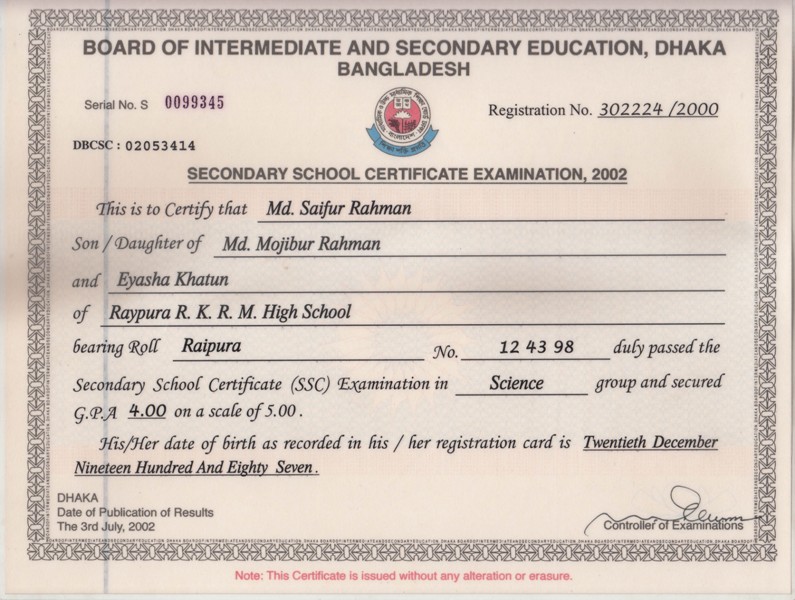 BOARD OF INTERMEDIATE AND SECONDARY EDUCATION, DHAKA
BANGLADESH
Serial No. S 0099345
Registration No. 302224 /2000
DBCSC : 02053414
SECONDARY SCHOOL CERTIFICATE EXAMINATION, 2002
This is to Certify that Md. Saifur Rahman
Son / Daughter of Md. Mojibur Rahman
and Eyasha Khatun
of Raypura R. K. R. M. High School
bearing Roll Raipura No. 12 43 98 duly passed the
Secondary School Certificate (SSC) Examination in Science group and secured
G.P.A 4.00 on a scale of 5.00 .
His/Her date of birth as recorded in his / her registration card is Twentieth December
Nineteen Hundred And Eighty Seven .
DHAKA
Date of Publication of Results
The 3rd July, 2002
Controller of Examinations
Note: This Certificate is issued without any alteration or erasure.